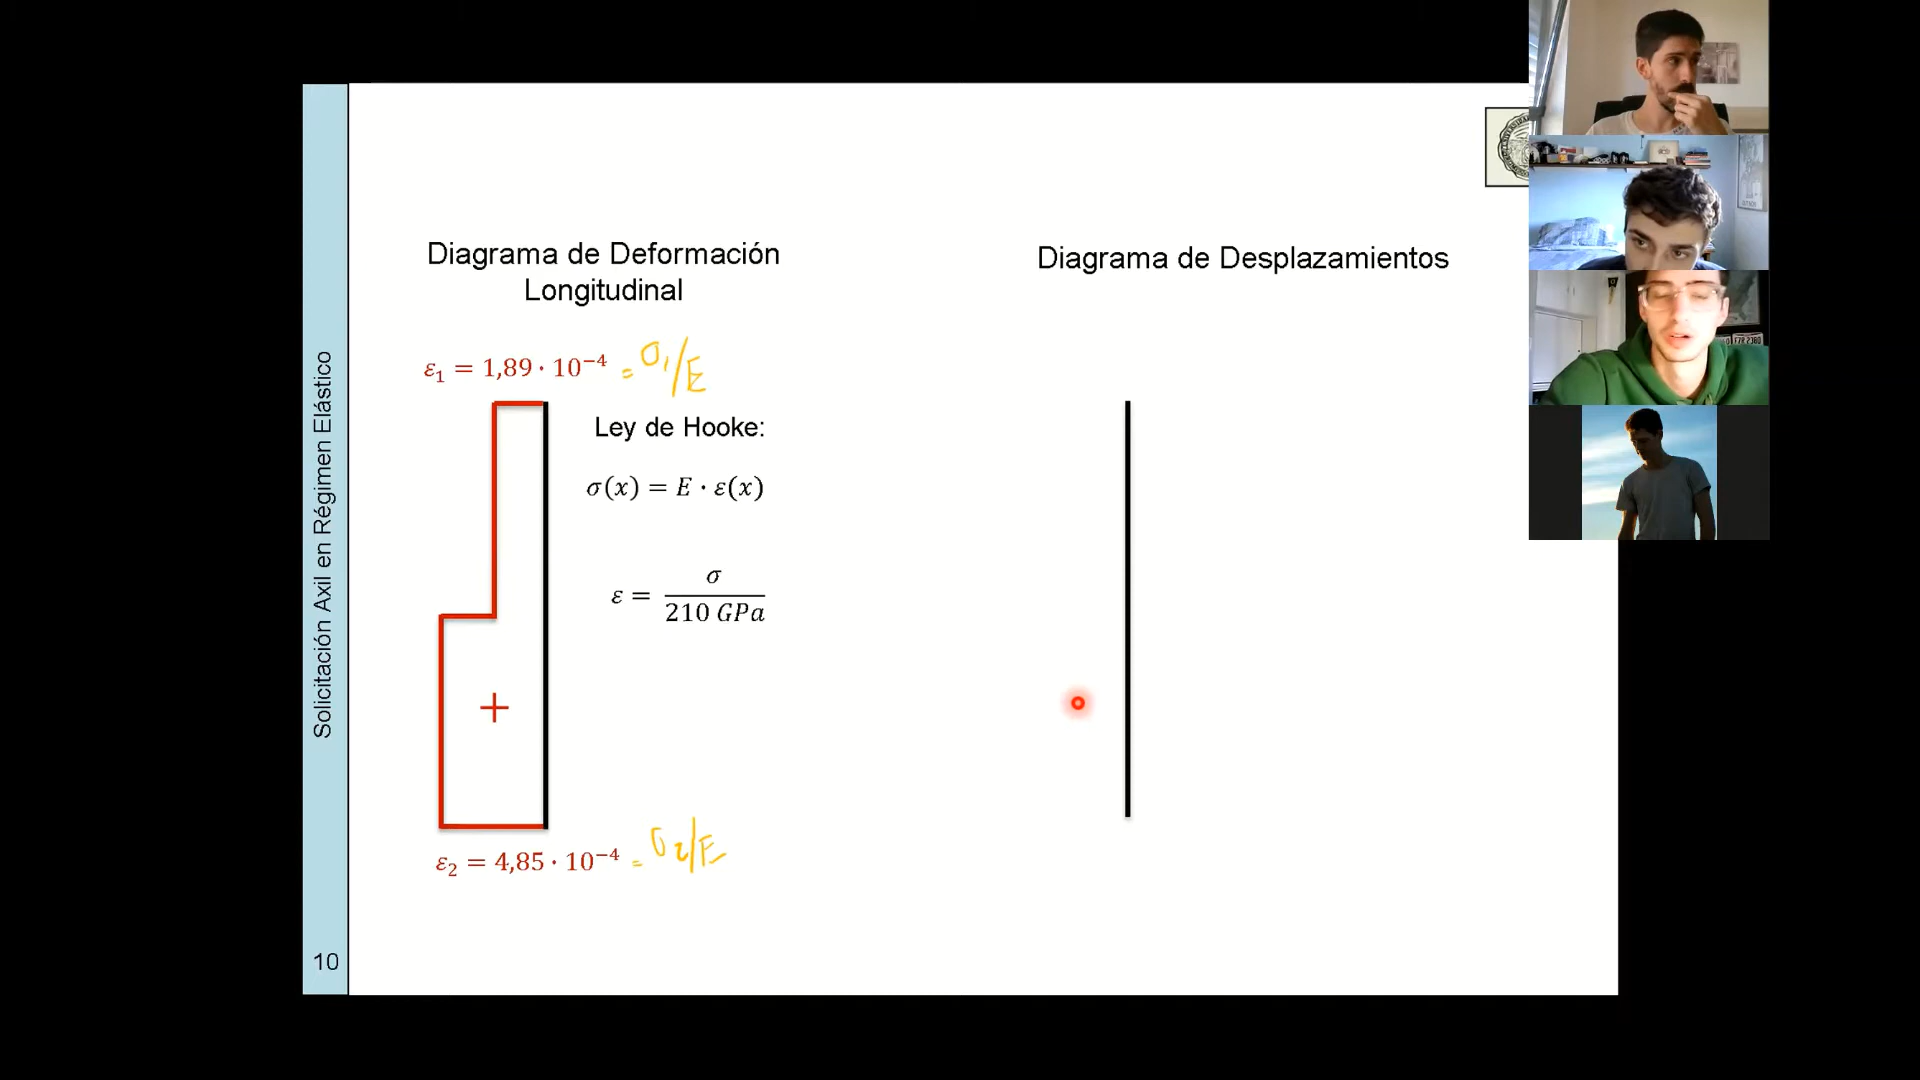 Solicitación Axil en Régimen Elástico
10
Diagrama de Deformación
Longitudinal
ε₁ = 1,89 · 10⁻⁴ = σ₁/E
Ley de Hooke:
σ(x) = E · ε(x)
ε = σ / 210 GPa
+
ε₂ = 4,85 · 10⁻⁴ = σ₂/E
Diagrama de Desplazamientos